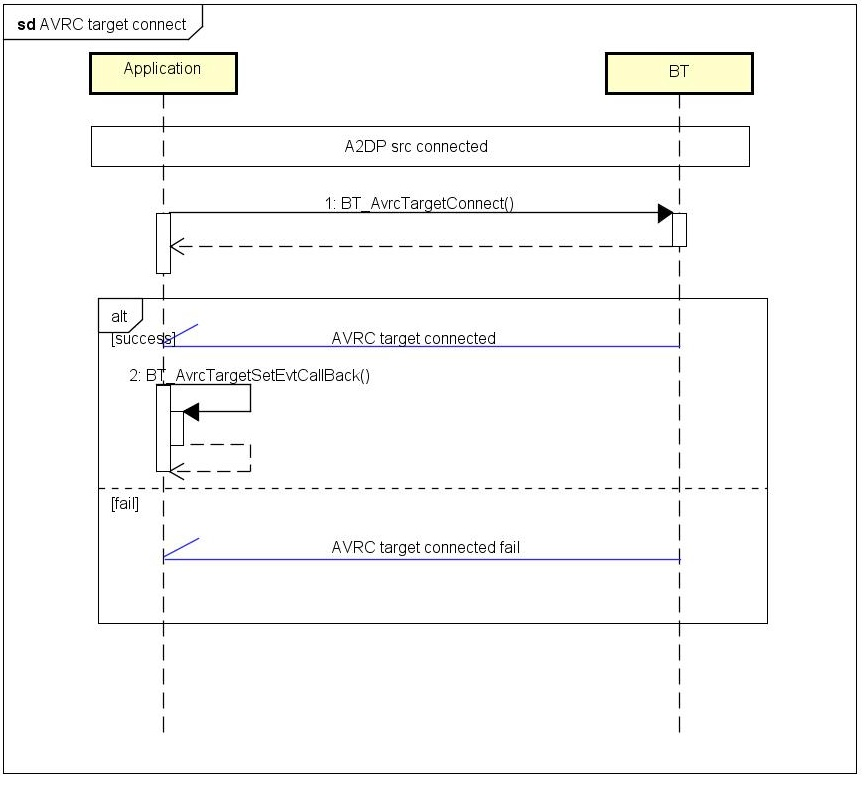 sd AVRC target connect
Application
BT
A2DP src connected
1: BT_AvrcTargetConnect()
alt
[success]
AVRC target connected
2: BT_AvrcTargetSetEvtCallBack()
[fail]
AVRC target connected fail